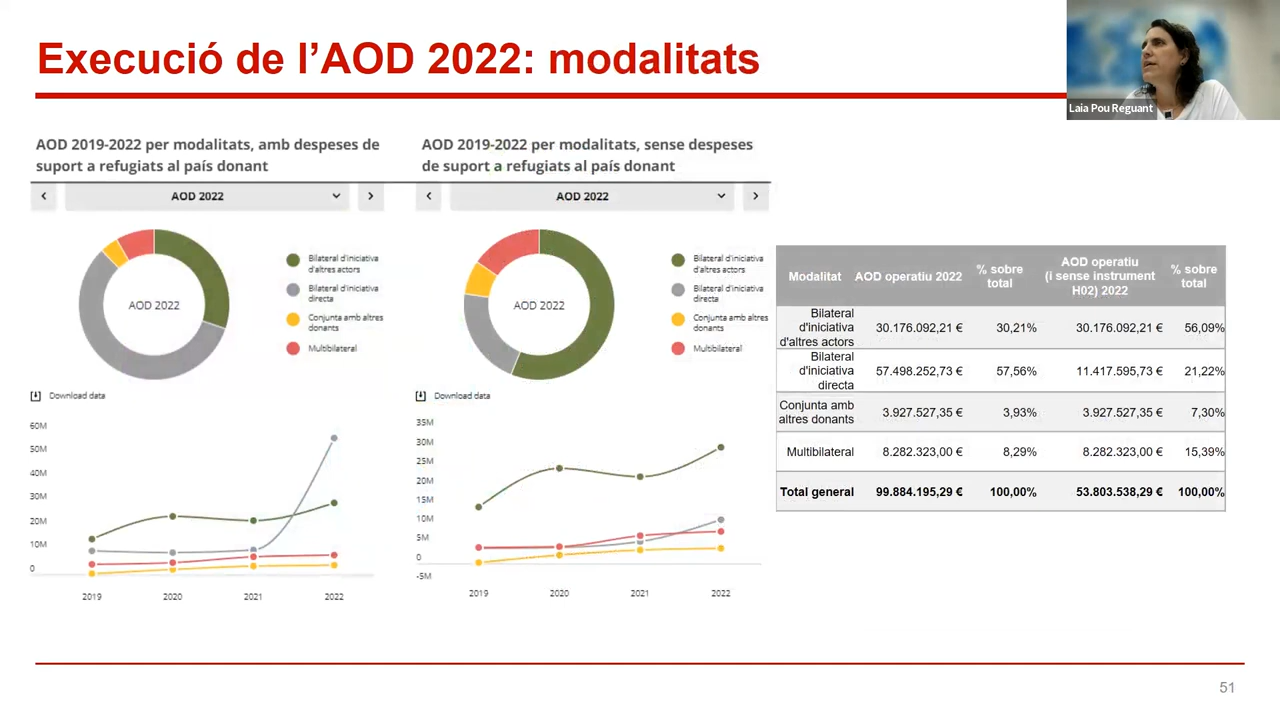 Execució de l'AOD 2022: modalitats
Laia Pou Reguant
AOD 2019-2022 per modalitats, amb despeses de
suport a refugiats al país donant
AOD 2022
AOD 2022
Bilateral d'iniciativa
d'altres actors
Bilateral d'iniciativa
directa
Conjunta amb altres
donants
Multibilateral
Download data
60M
50M
40M
30M
20M
10M
0
2019 2020 2021 2022
AOD 2019-2022 per modalitats, sense despeses
de suport a refugiats al país donant
AOD 2022
AOD 2022
Bilateral d'iniciativa
d'altres actors
Bilateral d'iniciativa
directa
Conjunta amb altres
donants
Multibilateral
Download data
35M
30M
25M
20M
15M
10M
5M
0
-5M
2019 2020 2021 2022
Modalitat AOD operatiu 2022 % sobre total AOD operatiu (i sense instrument H02) 2022 % sobre total
Bilateral d'iniciativa d'altres actors 30.176.092,21 € 30,21% 30.176.092,21 € 56,09%
Bilateral d'iniciativa directa 57.498.252,73 € 57,56% 11.417.595,73 € 21,22%
Conjunta amb altres donants 3.927.527,35 € 3,93% 3.927.527,35 € 7,30%
Multibilateral 8.282.323,00 € 8,29% 8.282.323,00 € 15,39%
Total general 99.884.195,29 € 100,00% 53.803.538,29 € 100,00%
51